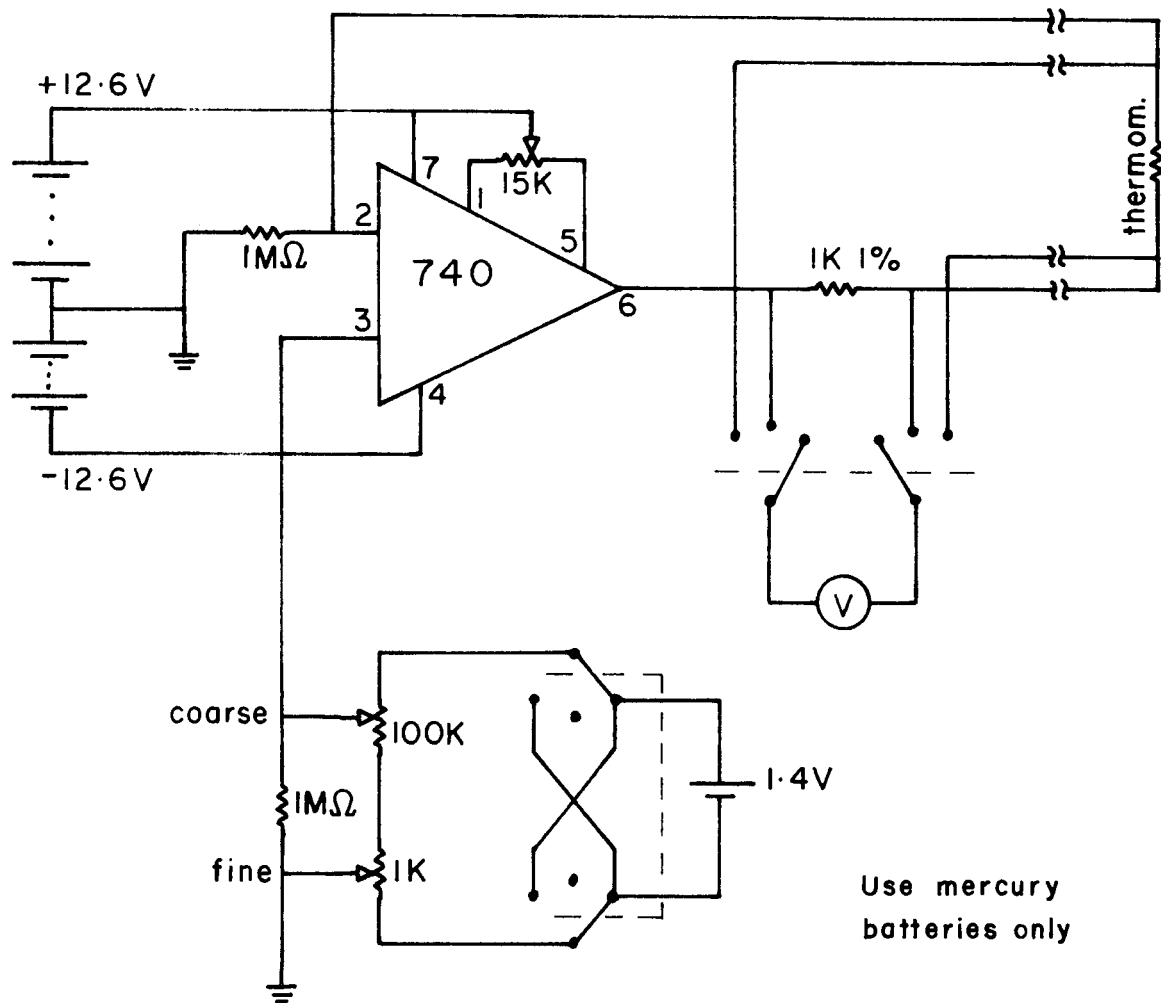 +12·6V
7
15K
1
2
5
1MΩ
740
1K 1%
thermom.
6
3
4
-12·6V
V
coarse
100K
1·4V
1MΩ
fine
1K
Use mercury
batteries only